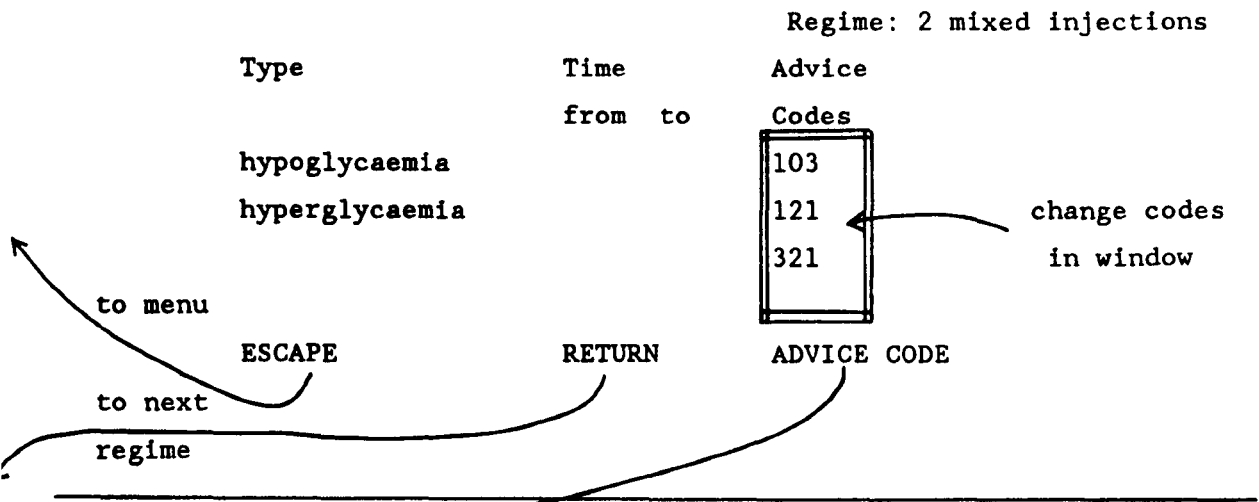 Regime: 2 mixed injections
Type Time Advice
from to Codes
hypoglycaemia 103
hyperglycaemia 121 change codes
321 in window
to menu
ESCAPE RETURN ADVICE CODE
to next
regime